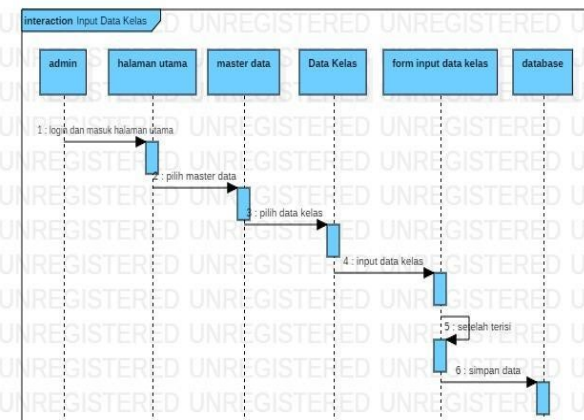 interaction Input Data Kelas
admin
halaman utama
master data
Data Kelas
form input data kelas
database
1 : login dan masuk halaman utama
2 : pilih master data
3 : pilih data kelas
4 : input data kelas
5 : setelah terisi
6 : simpan data
UNREGISTERED